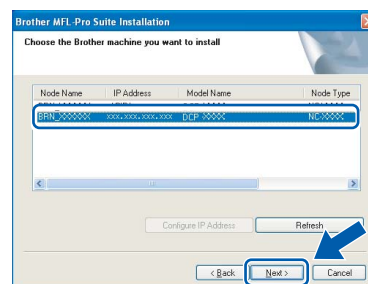 Brother MFL-Pro Suite Installation
Choose the Brother machine you want to install
Node Name IP Address Model Name Node Type
BRN_XXXXXX xxx.xxx.xxx.xxx DCP-XXXX NC-XXXX
Configure IP Address Refresh
< Back Next > Cancel